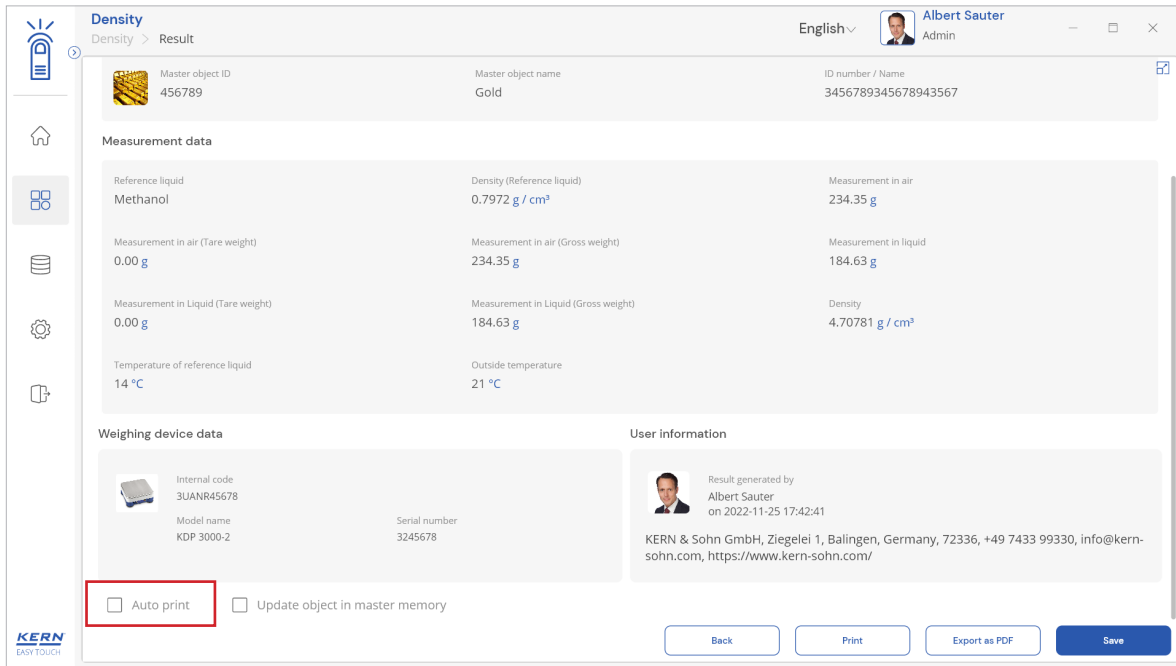 Density
Density > Result
English
Albert Sauter
Admin
Master object ID
456789
Master object name
Gold
ID number / Name
3456789345678943567
Measurement data
Reference liquid
Methanol
Density (Reference liquid)
0.7972 g / cm³
Measurement in air
234.35 g
Measurement in air (Tare weight)
0.00 g
Measurement in air (Gross weight)
234.35 g
Measurement in liquid
184.63 g
Measurement in Liquid (Tare weight)
0.00 g
Measurement in Liquid (Gross weight)
184.63 g
Density
4.70781 g / cm³
Temperature of reference liquid
14 °C
Outside temperature
21 °C
Weighing device data
Internal code
3UANR45678
Model name
KDP 3000-2
Serial number
3245678
User information
Result generated by
Albert Sauter
on 2022-11-25 17:42:41
KERN & Sohn GmbH, Ziegelei 1, Balingen, Germany, 72336, +49 7433 99330, info@kern-
sohn.com, https://www.kern-sohn.com/
Auto print
Update object in master memory
Back
Print
Export as PDF
Save
KERN
EASY TOUCH